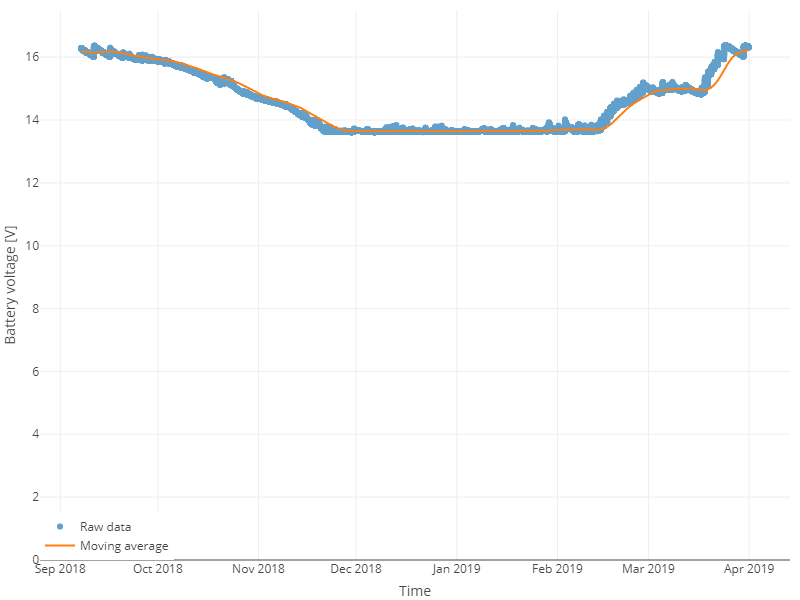 Battery voltage [V]
16
14
12
10
8
6
4
2
0
Raw data
Moving average
Sep 2018 Oct 2018 Nov 2018 Dec 2018 Jan 2019 Feb 2019 Mar 2019 Apr 2019
Time